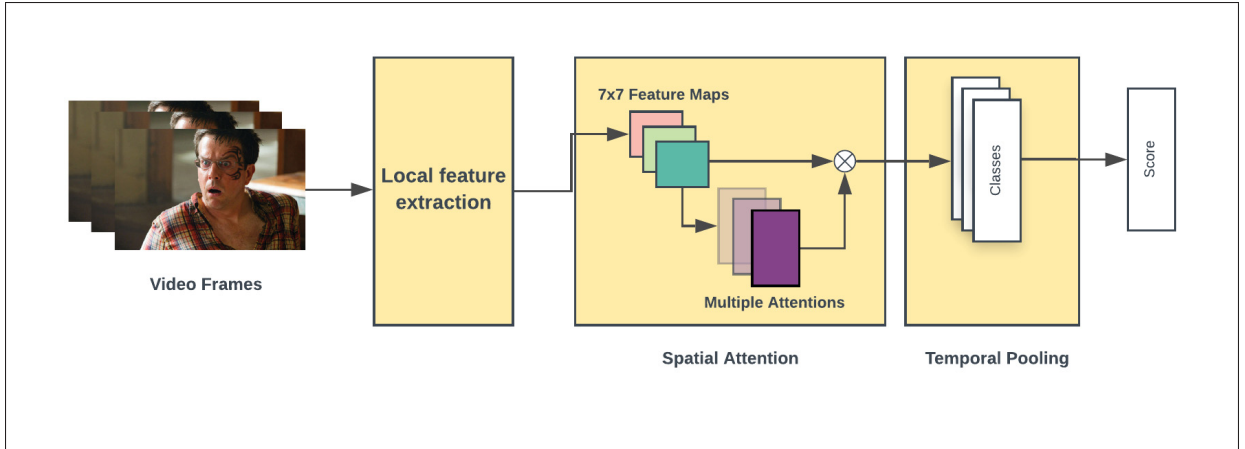 7x7 Feature Maps
Local feature
extraction
Classes
Score
Video Frames
Multiple Attentions
Spatial Attention
Temporal Pooling